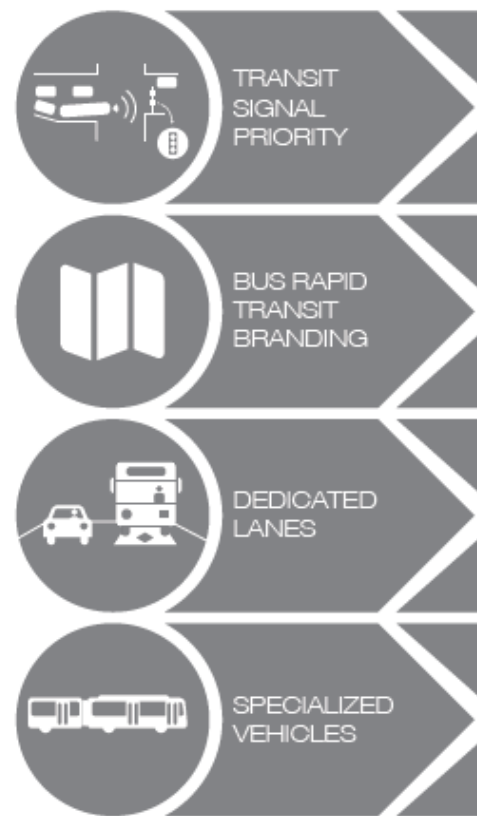 TRANSIT
SIGNAL
PRIORITY
BUS RAPID
TRANSIT
BRANDING
DEDICATED
LANES
SPECIALIZED
VEHICLES